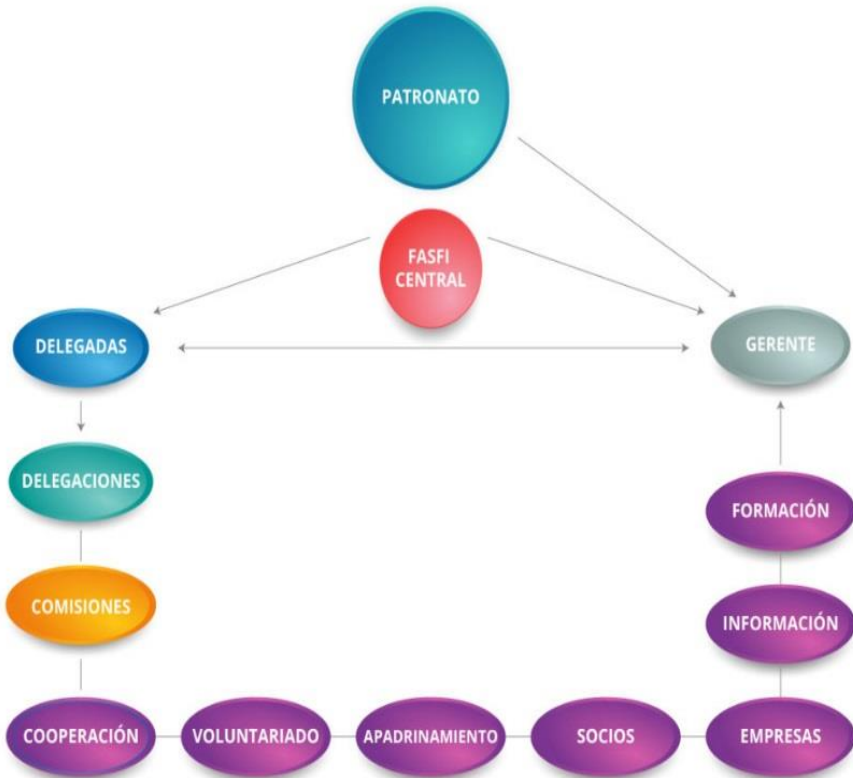 PATRONATO
FASFI
CENTRAL
DELEGADAS
GERENTE
DELEGACIONES
FORMACIÓN
COMISIONES
INFORMACIÓN
COOPERACIÓN
VOLUNTARIADO
APADRINAMIENTO
SOCIOS
EMPRESAS